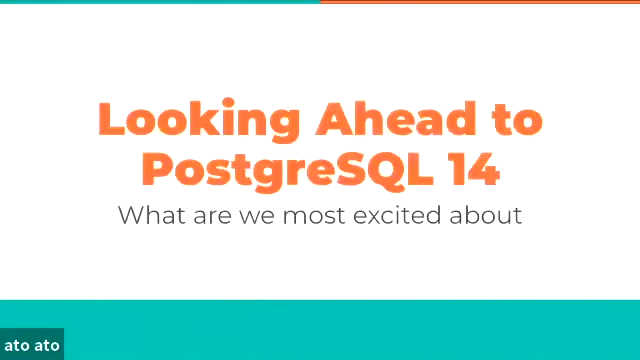 Looking Ahead to
PostgreSQL 14
What are we most excited about
ato ato